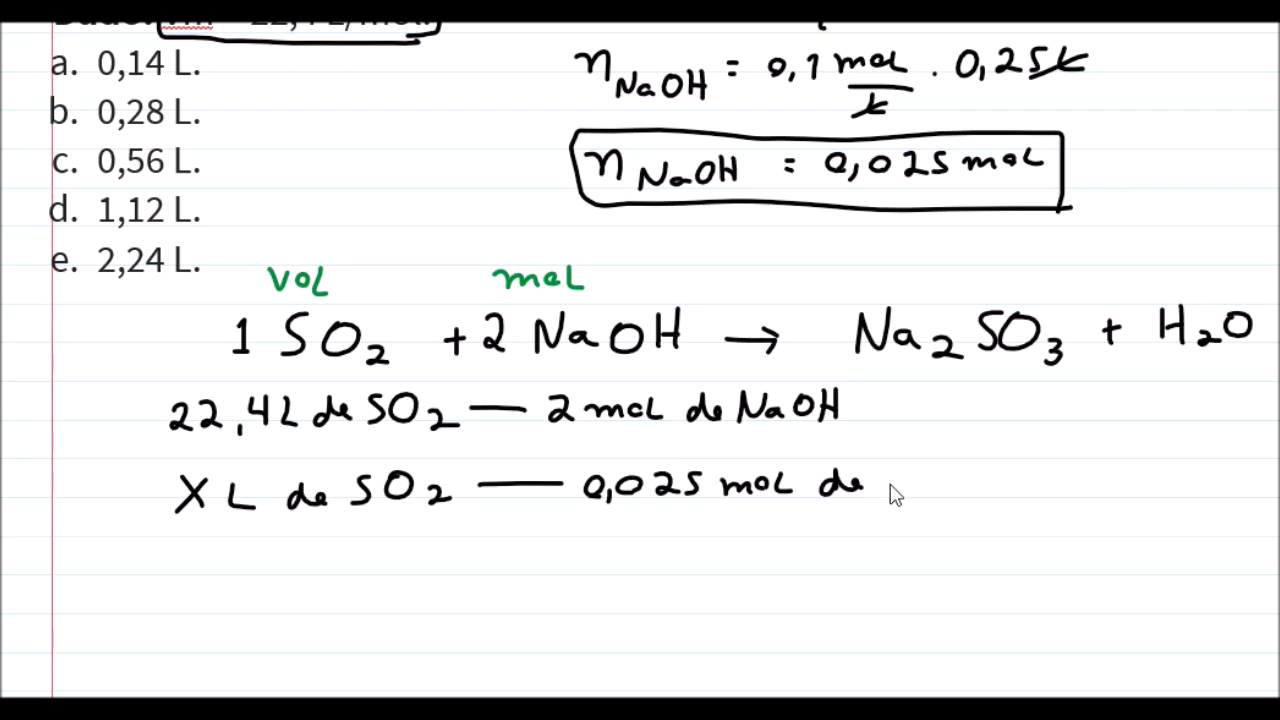 a. 0,14 L.
b. 0,28 L.
c. 0,56 L.
d. 1,12 L.
e. 2,24 L.
n NaOH = 0,1 mol/L . 0,25L
n NaOH = 0,025 mol
vol mol
1 SO2 + 2 NaOH → Na2SO3 + H2O
22,4L de SO2 — 2 mol de NaOH
X L de SO2 — 0,025 mol de